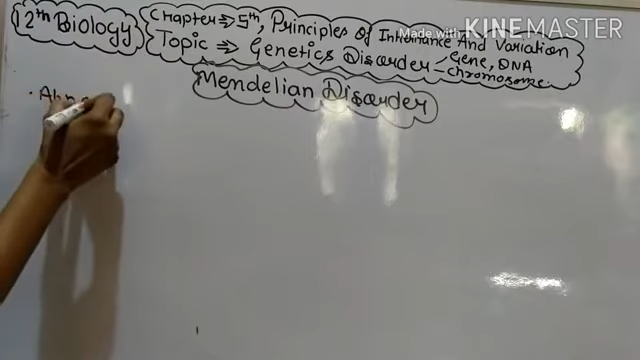 12th Biology
Chapter ⇒ 5th, Principles Of Inheritance And Variation
Topic ⇒ Genetics Disorder - Gene, DNA
- Chromosome.
Mendelian Disorder
Made with KINEMASTER